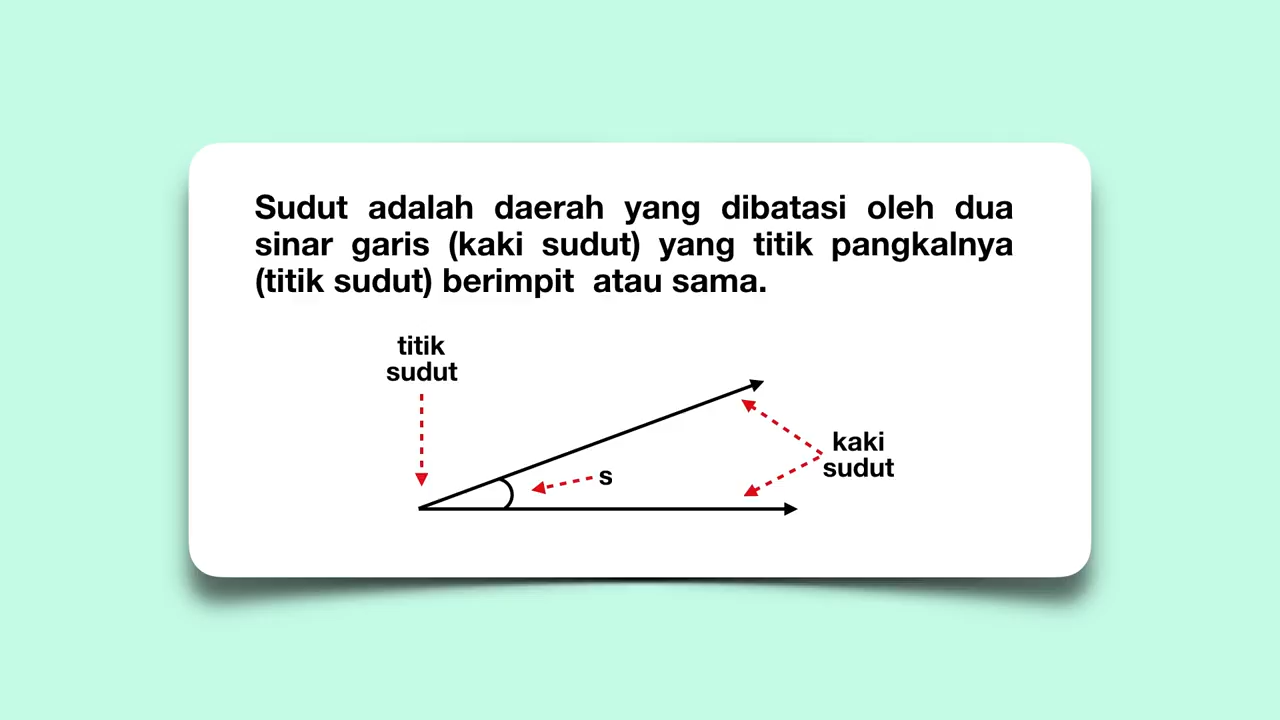 Sudut adalah daerah yang dibatasi oleh dua
sinar garis (kaki sudut) yang titik pangkalnya
(titik sudut) berimpit atau sama.
titik
sudut
kaki
sudut
s